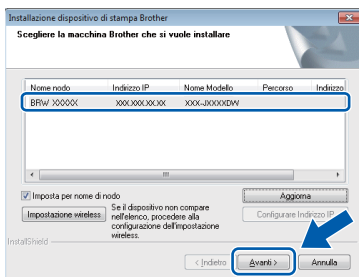 Installazione dispositivo di stampa Brother
Scegliere la macchina Brother che si vuole installare
Nome nodo Indirizzo IP Nome Modello Percorso Indirizzo
BRW XXXXX XXX.XXX.XX.XX XXX-JXXXXDW
Imposta per nome di nodo
Aggiorna
Impostazione wireless
Se il dispositivo non compare
nell'elenco, procedere alla
configurazione dell'impostazione
wireless.
Configurare Indirizzo IP
InstallShield
< Indietro Avanti > Annulla